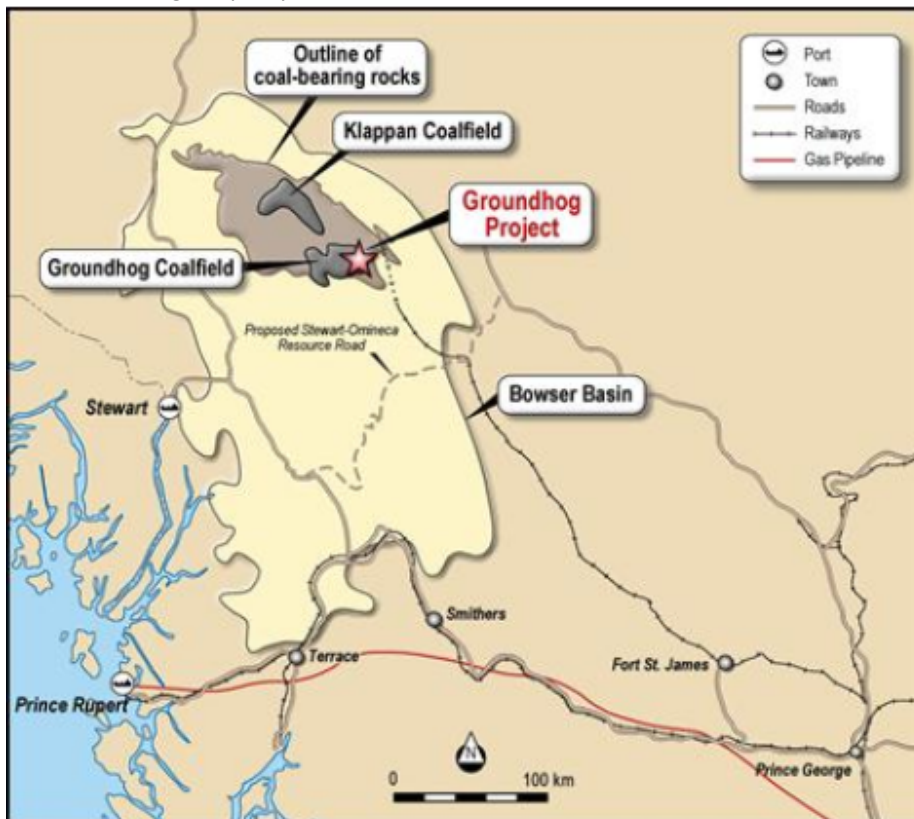 Outline of
coal-bearing rocks
Klappan Coalfield
Groundhog
Project
Groundhog Coalfield
Proposed Stewart-Omineca
Resource Road
Bowser Basin
Stewart
Smithers
Terrace
Fort St. James
Prince Rupert
Prince George
N
0
100 km
Port
Town
Roads
Railways
Gas Pipeline